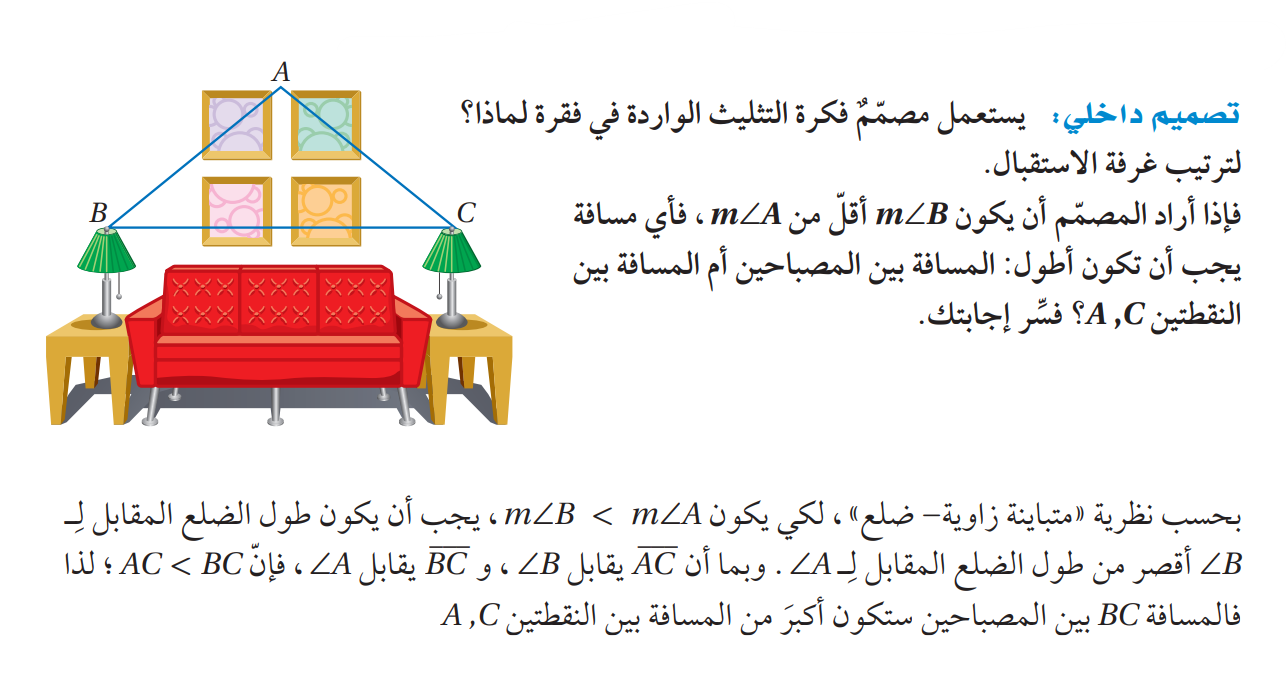 A
B
C
تصميم داخلي: يستعمل مصمّمٌ فكرة التثليث الواردة في فقرة لماذا؟
لترتيب غرفة الاستقبال.
فإذا أراد المصمّم أن يكون m∠B أقلّ من m∠A ، فأي مسافة
يجب أن تكون أطول: المسافة بين المصباحين أم المسافة بين
النقطتين A ,C؟ فسِّر إجابتك.
بحسب نظرية «متباينة زاوية– ضلع» ، لكي يكون m∠B < m∠A ، يجب أن يكون طول الضلع المقابل لِـ
∠B أقصر من طول الضلع المقابل لِـ ∠A . وبما أن A̅C̅ يقابل ∠B ، و B̅C̅ يقابل ∠A ، فإنّ AC < BC ؛ لذا
فالمسافة BC بين المصباحين ستكون أكبرَ من المسافة بين النقطتين A ,C